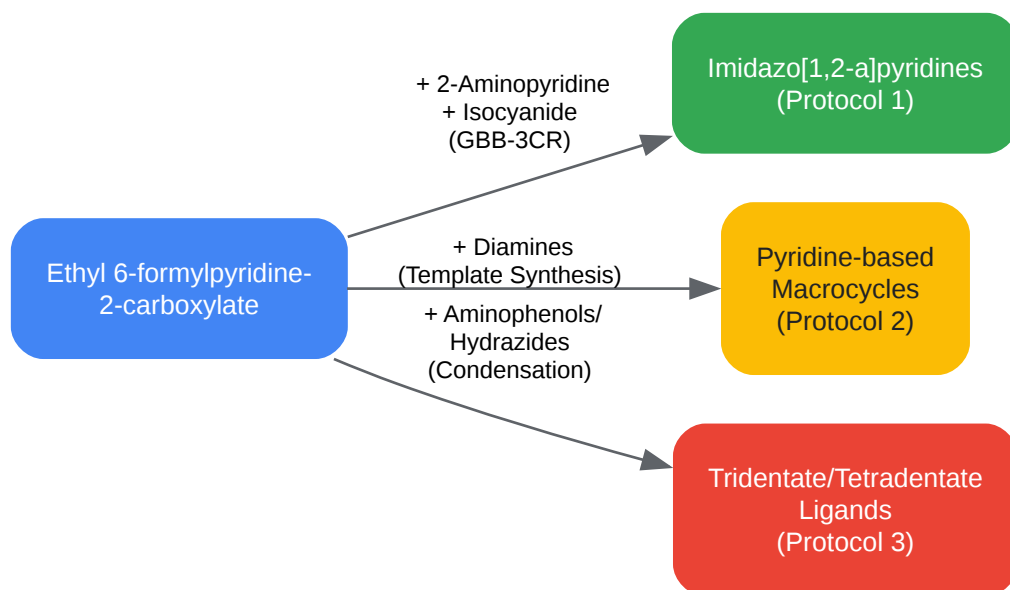 Ethyl 6-formylpyridine-
2-carboxylate
+ 2-Aminopyridine
+ Isocyanide
(GBB-3CR)
Imidazo[1,2-a]pyridines
(Protocol 1)
+ Diamines
(Template Synthesis)
Pyridine-based
Macrocycles
(Protocol 2)
+ Aminophenols/
Hydrazides
(Condensation)
Tridentate/Tetradentate
Ligands
(Protocol 3)